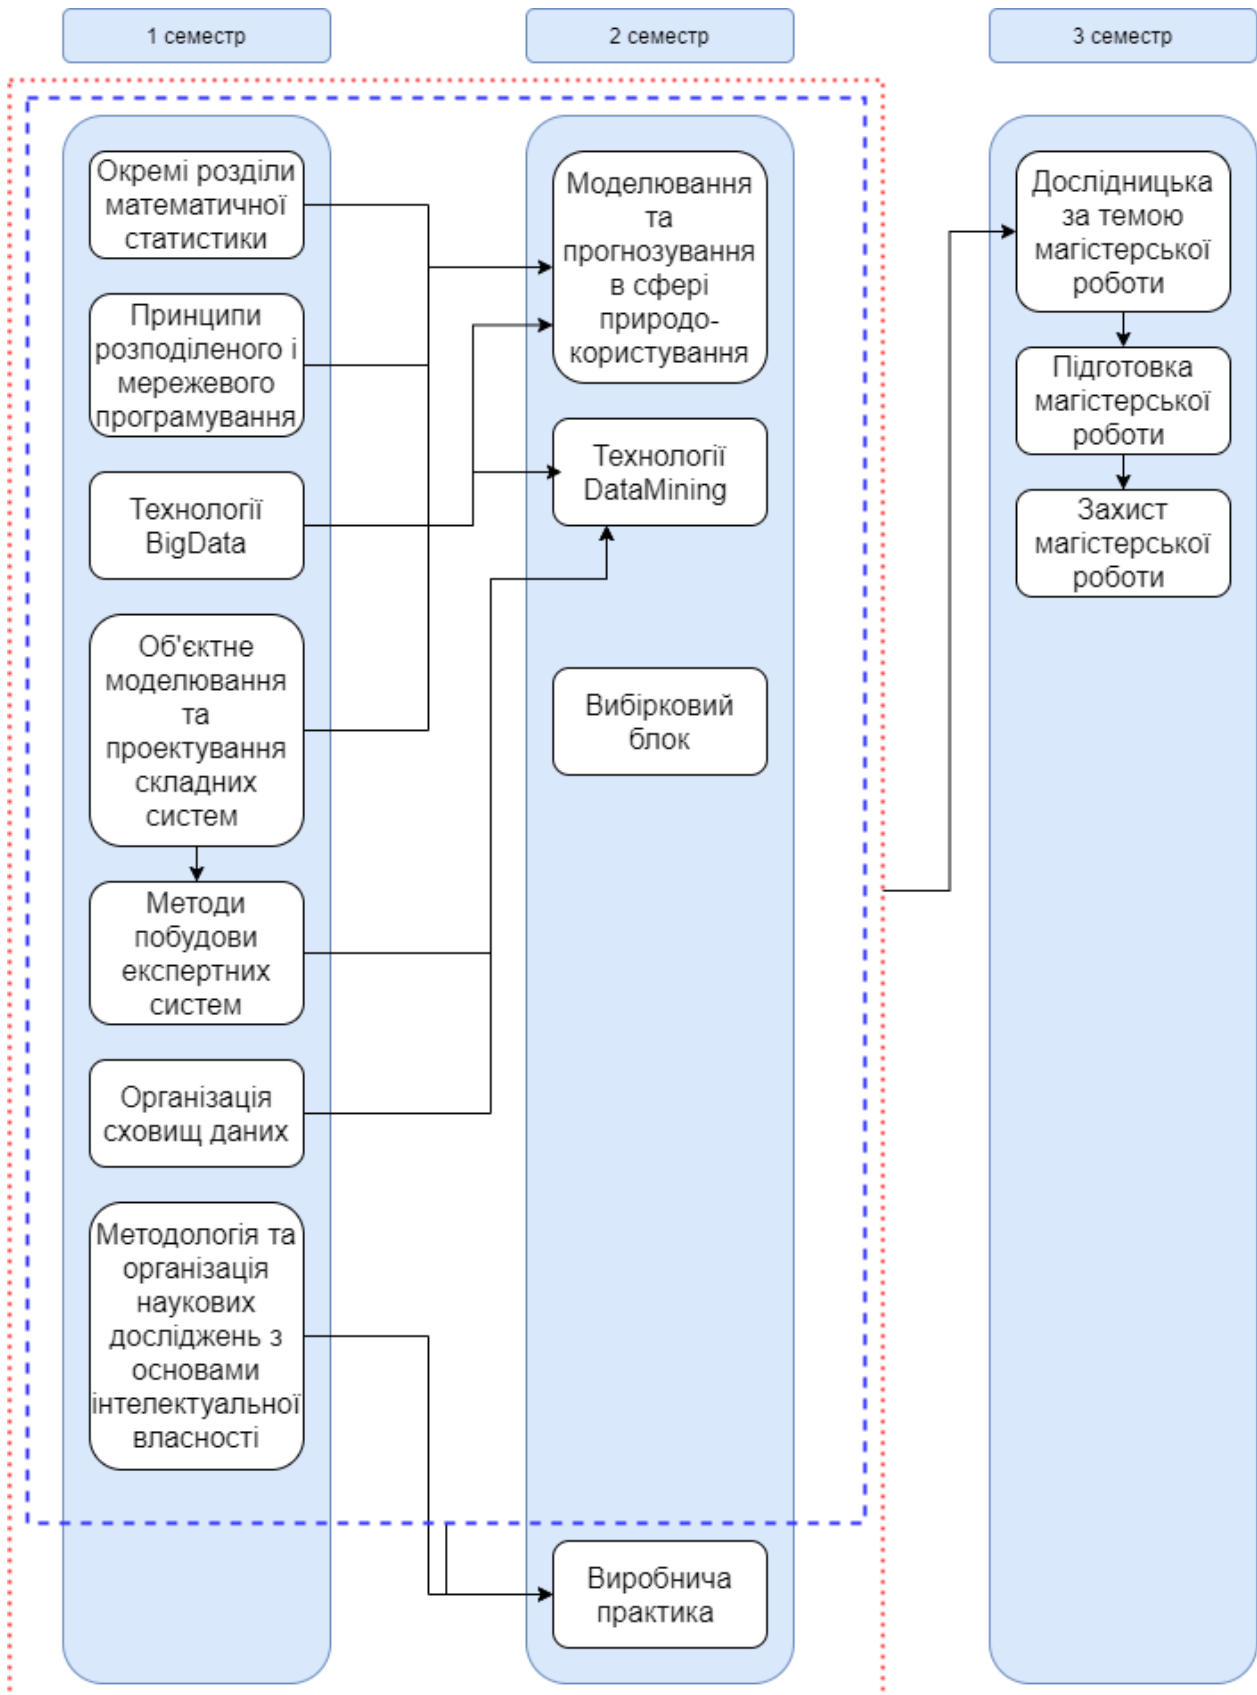 1 семестр
2 семестр
3 семестр
Окремі розділи
математичної
статистики
Принципи
розподіленого і
мережевого
програмування
Технології
BigData
Об'єктне
моделювання
та
проектування
складних
систем
Методи
побудови
експертних
систем
Організація
сховищ даних
Методологія та
організація
наукових
досліджень з
основами
інтелектуальної
власності
Моделювання
та
прогнозування
в сфері
природо-
користування
Технології
DataMining
Вибірковий
блок
Виробнича
практика
Дослідницька
за темою
магістерської
роботи
Підготовка
магістерської
роботи
Захист
магістерської
роботи